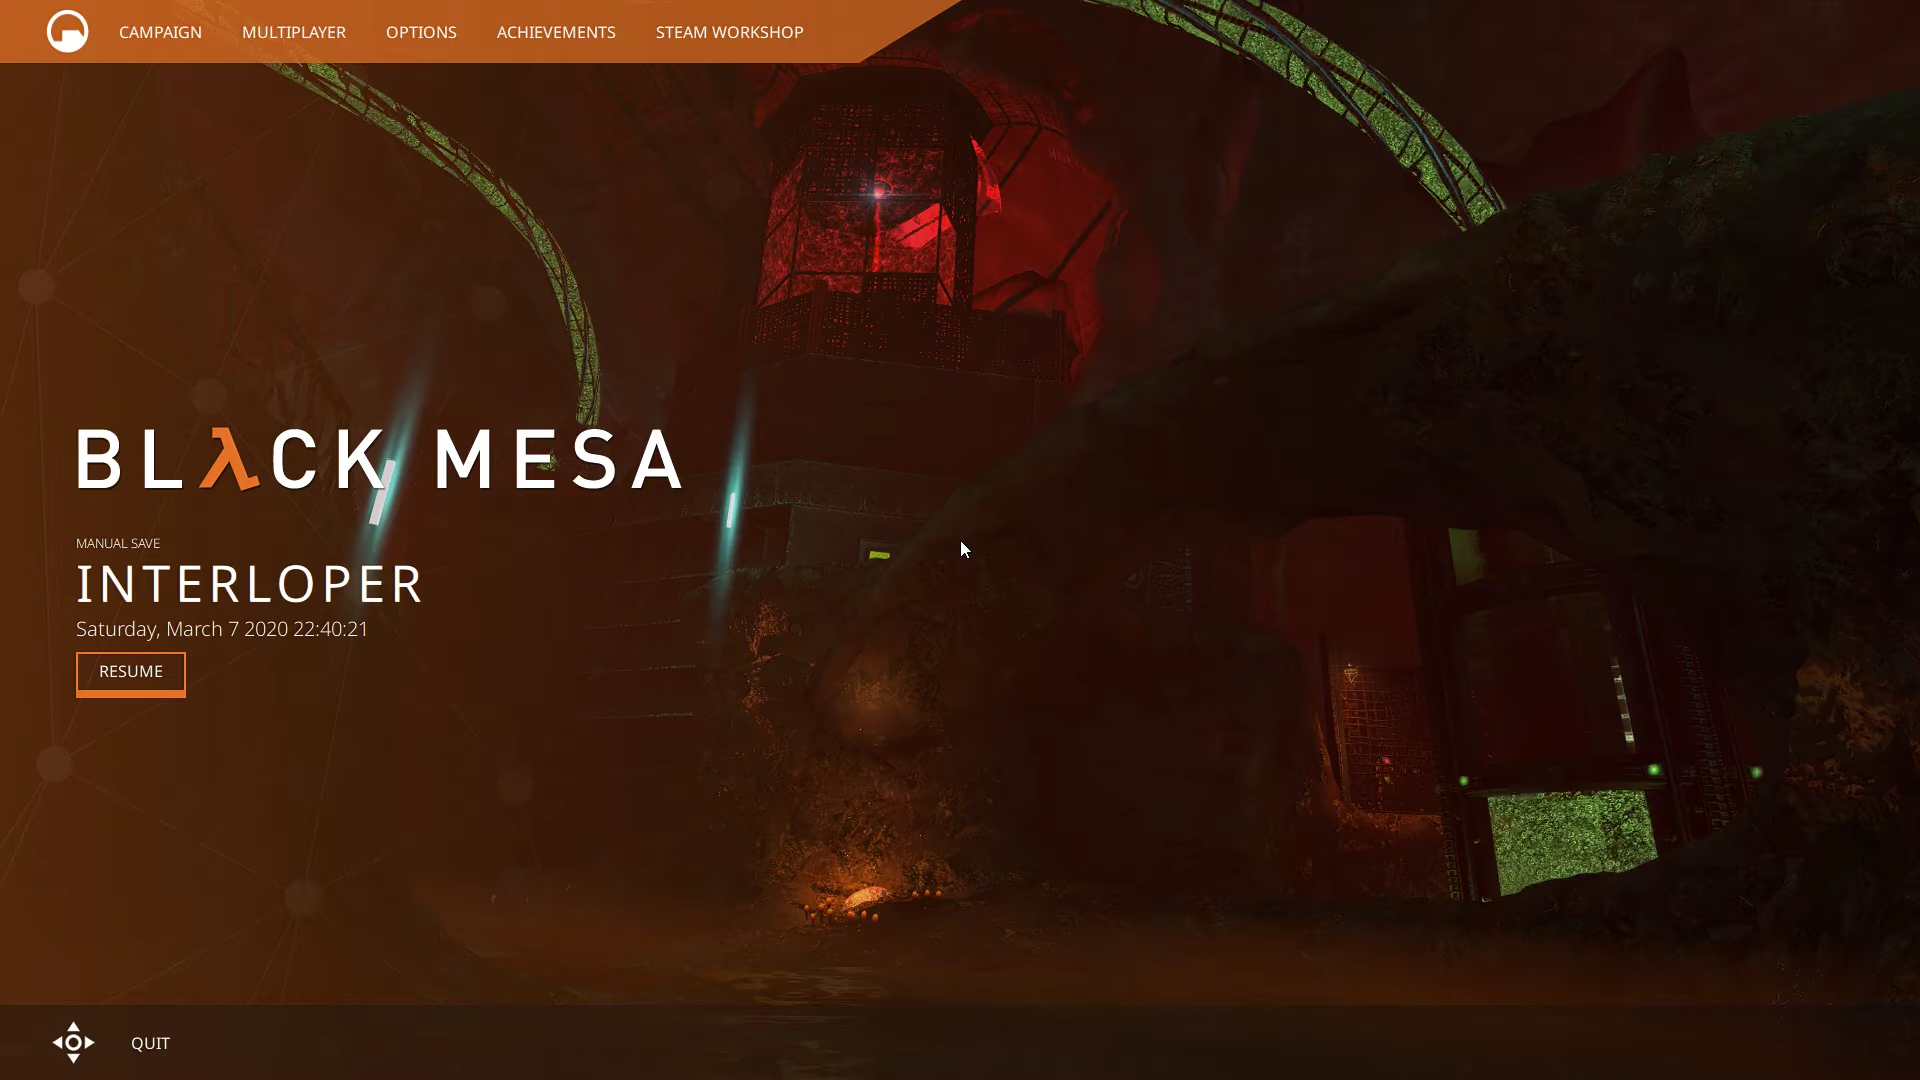 CAMPAIGN MULTIPLAYER OPTIONS ACHIEVEMENTS STEAM WORKSHOP
BLλCK MESA
MANUAL SAVE
INTERLOPER
Saturday, March 7 2020 22:40:21
RESUME
QUIT